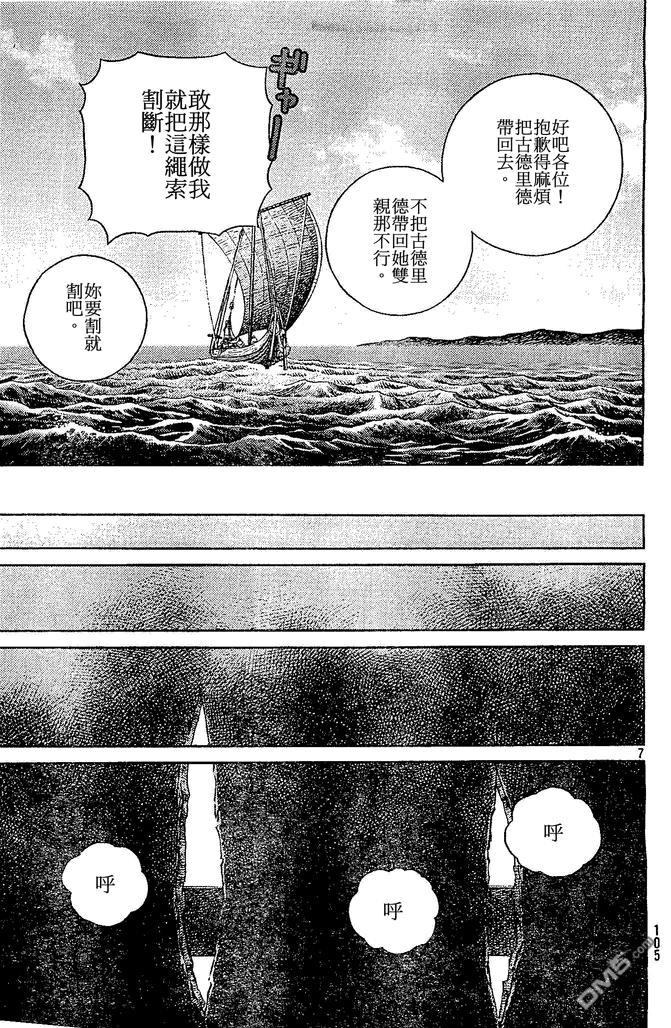 好吧各位！
抱歉得麻煩
把古德里德
帶回去。
不把古德里
德帶回她雙
親那不行。
ギャー
敢那樣做我
就把這繩索
割斷！
妳要割就
割吧。
7
呼
呼
呼
105
DM5.com